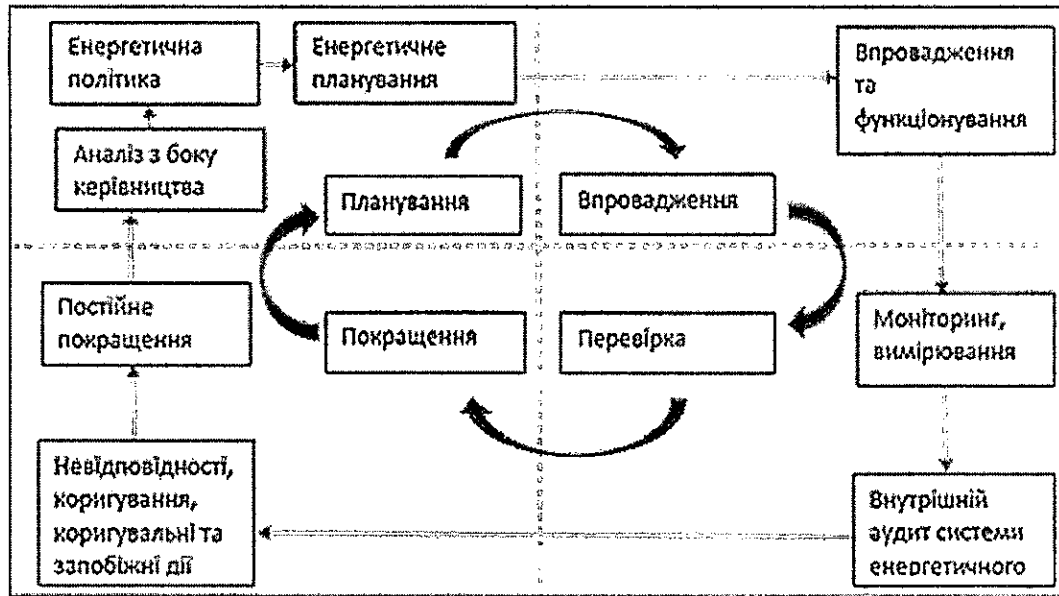 Енергетична
політика
Енергетичне
планування
Впровадження
та
функціонування
Аналіз з боку
керівництва
Планування
Впровадження
Постійне
покращення
Покращення
Перевірка
Моніторинг,
вимірювання
Невідповідності,
коригування,
коригувальні та
запобіжні дії
Внутрішній
аудит системи
енергетичного